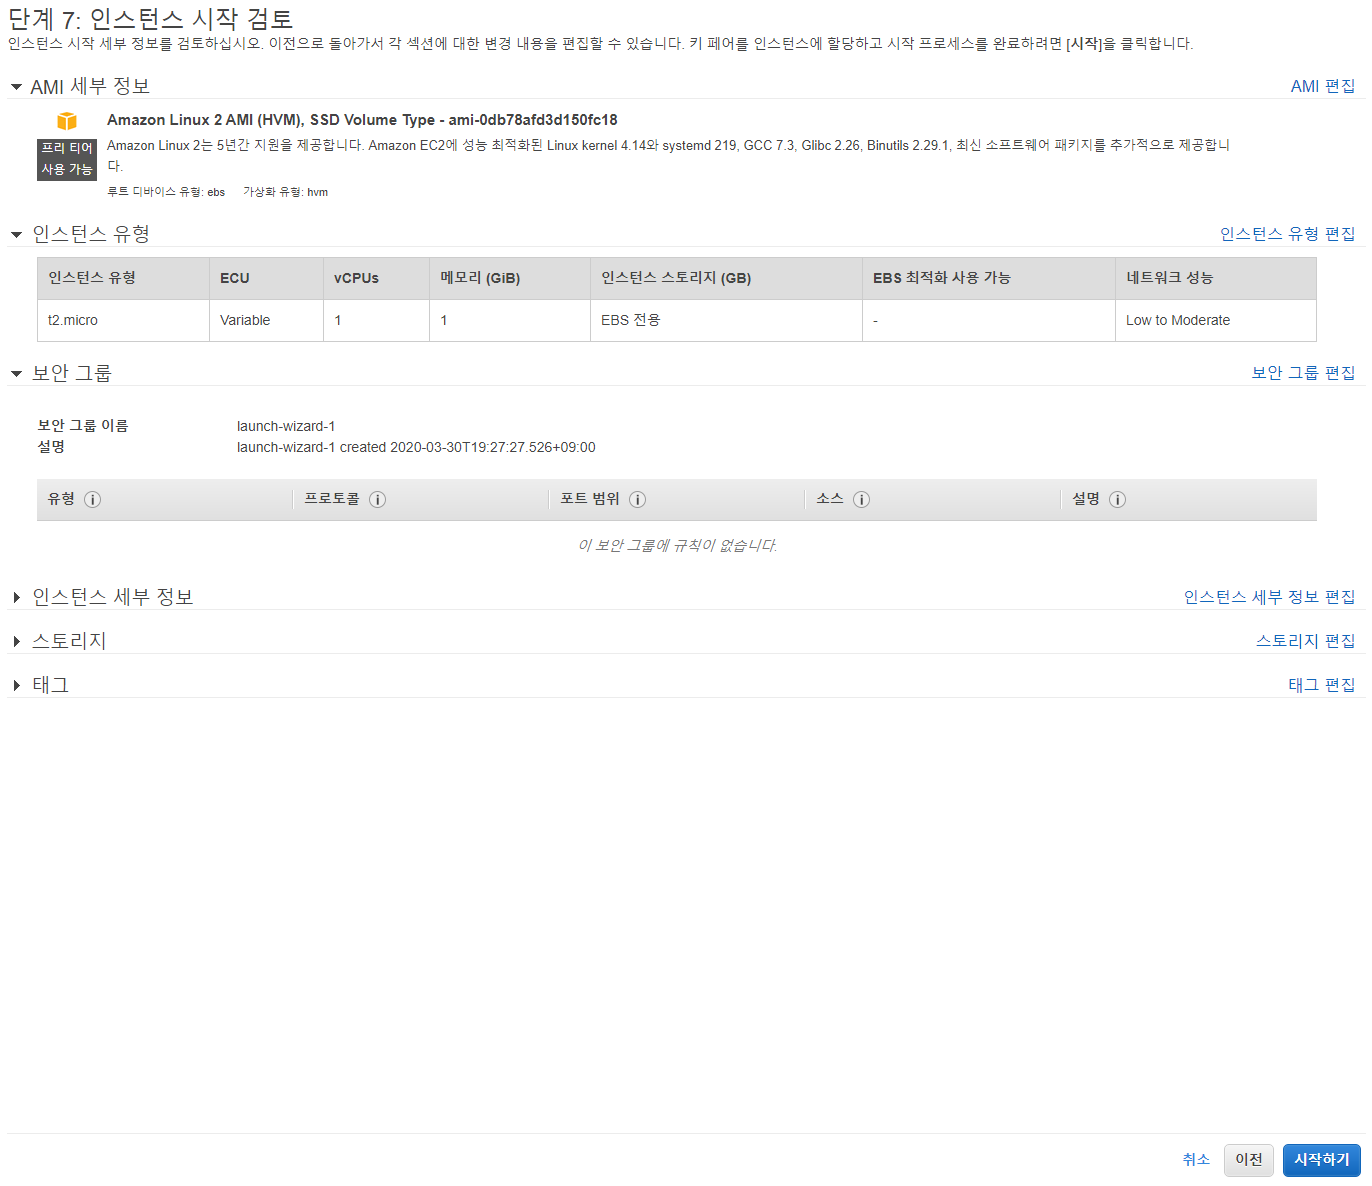 단계 7: 인스턴스 시작 검토
인스턴스 시작 세부 정보를 검토하십시오. 이전으로 돌아가서 각 섹션에 대한 변경 내용을 편집할 수 있습니다. 키 페어를 인스턴스에 할당하고 시작 프로세스를 완료하려면 [시작]을 클릭합니다.
AMI 세부 정보 AMI 편집
Amazon Linux 2 AMI (HVM), SSD Volume Type - ami-0db78afd3d150fc18
프리 티어 사용 가능
Amazon Linux 2는 5년간 지원을 제공합니다. Amazon EC2에 성능 최적화된 Linux kernel 4.14와 systemd 219, GCC 7.3, Glibc 2.26, Binutils 2.29.1, 최신 소프트웨어 패키지를 추가적으로 제공합니
다.
루트 디바이스 유형: ebs 가상화 유형: hvm
인스턴스 유형 인스턴스 유형 편집
인스턴스 유형 ECU vCPUs 메모리 (GiB) 인스턴스 스토리지 (GB) EBS 최적화 사용 가능 네트워크 성능
t2.micro Variable 1 1 EBS 전용 - Low to Moderate
보안 그룹 보안 그룹 편집
보안 그룹 이름 launch-wizard-1
설명 launch-wizard-1 created 2020-03-30T19:27:27.526+09:00
유형 프로토콜 포트 범위 소스 설명
이 보안 그룹에 규칙이 없습니다.
인스턴스 세부 정보 인스턴스 세부 정보 편집
스토리지 스토리지 편집
태그 태그 편집
취소 이전 시작하기